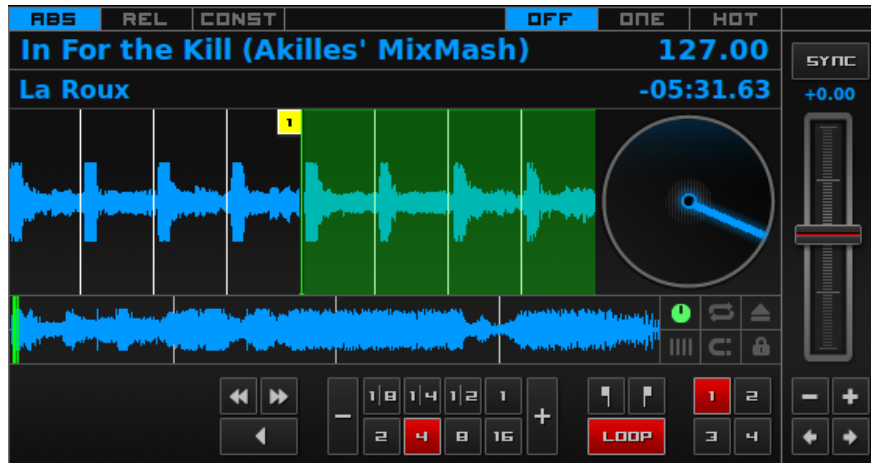 ABS REL CONST OFF ONE HOT
In For the Kill (Akilles' MixMash) 127.00
SYNC
La Roux -05:31.63
+0.00
1
1|8 1|4 1|2 1
1 2
- + - +
2 4 8 16
LOOP
3 4